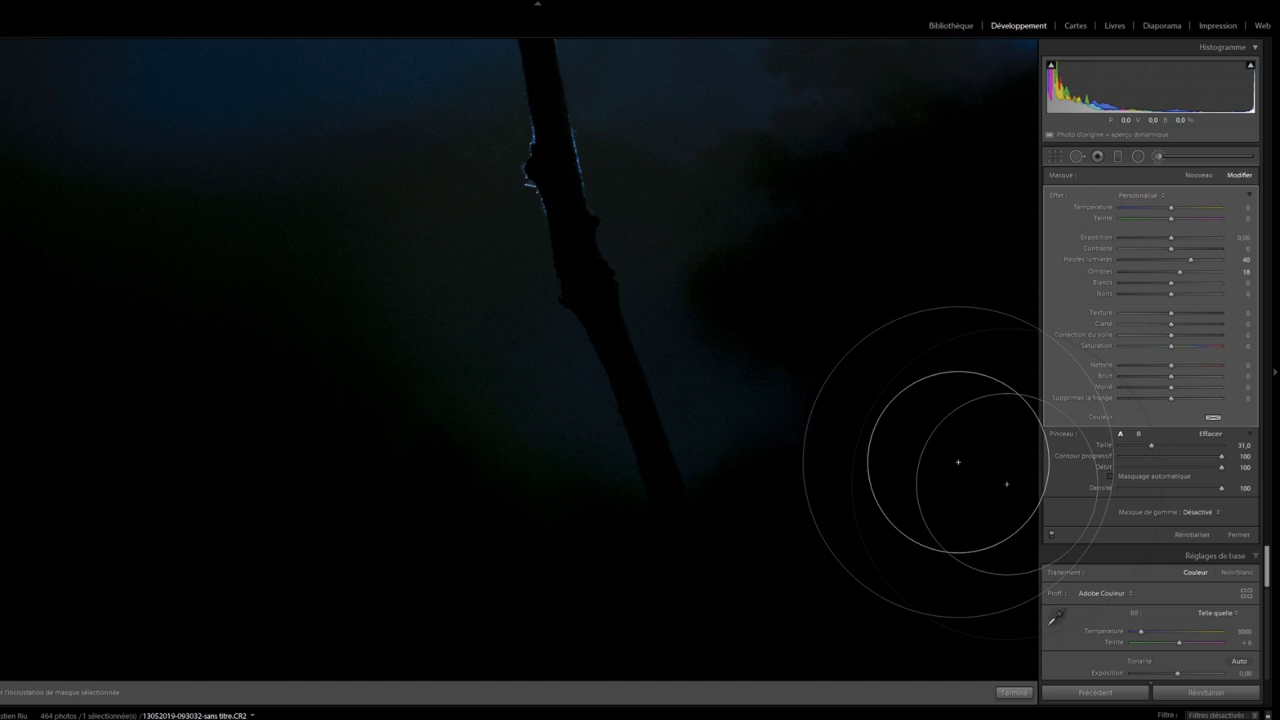 Bibliothèque | Développement | Cartes | Livres | Diaporama | Impression | Web
Histogramme
R 0,0 V 0,0 B 0,0 %
Photo d'origine + aperçu dynamique
Masque : Nouveau Modifier
Effet : Personnalisé
Température 0
Teinte 0
Exposition 0,00
Contraste 0
Hautes lumières 40
Ombres 18
Blancs 0
Noirs 0
Texture 0
Clarté 0
Correction du voile 0
Saturation 0
Netteté 0
Bruit 0
Moiré 0
Supprimer la frange 0
Couleur
Pinceau : A B Effacer
Taille 31,0
Contour progressif 100
Débit 100
Masquage automatique
Densité 100
Masque de gamme : Désactivé
Réinitialiser Fermer
Réglages de base
Traitement : Couleur Noir/blanc
Profil : Adobe Couleur
BB : Telle quelle
Température 3000
Teinte + 6
Tonalité Auto
Exposition 0,00
r l'incrustation de masque sélectionnée Terminé
Précédent Réinitialiser
stien Riu 464 photos /1 sélectionnée(s) /13052019-093032-sans titre.CR2
Filtre : Filtres désactivés